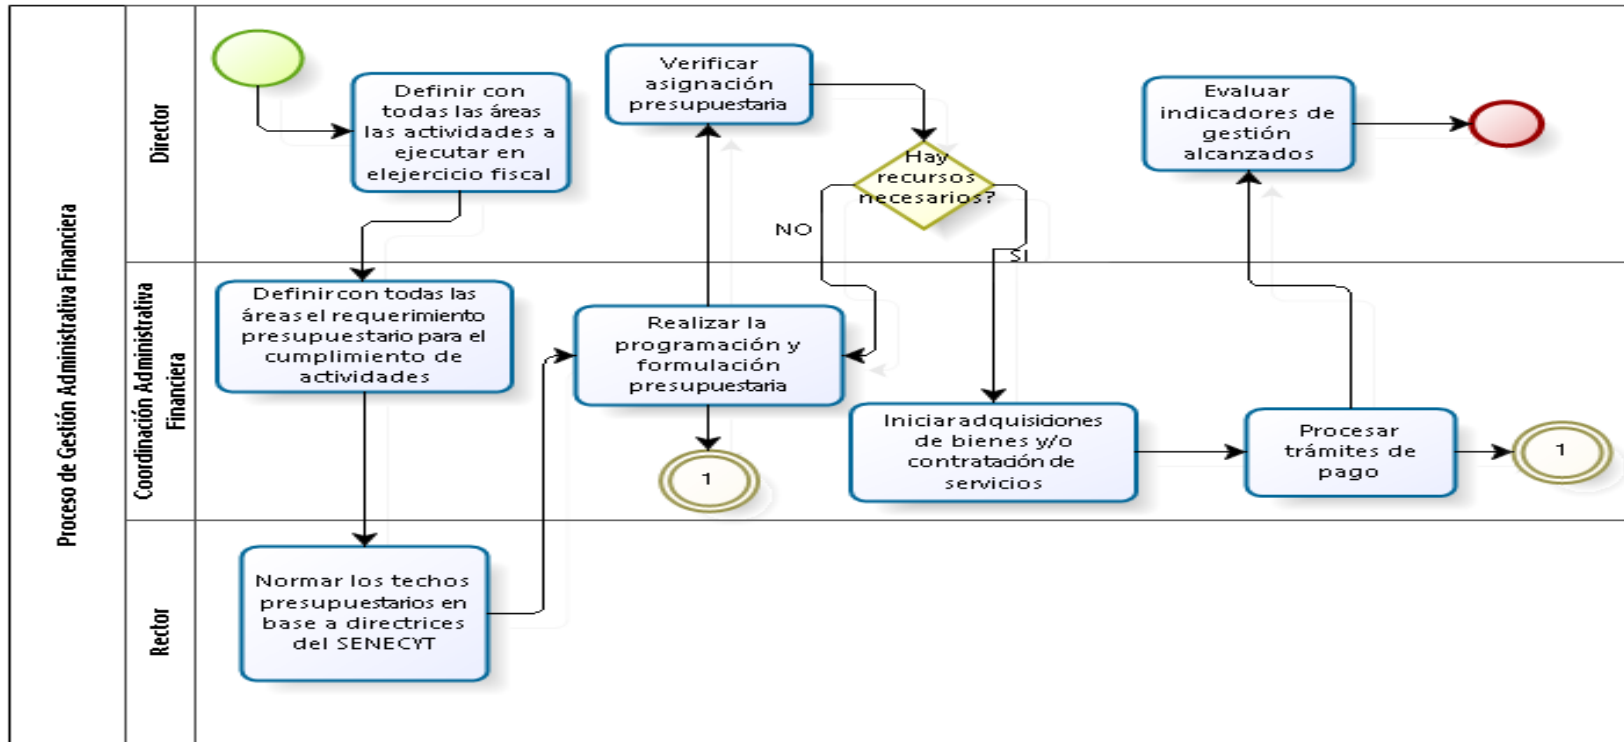 Proceso de Gestión Administrativa Financiera
Director
Definir con
todas las áreas
las actividades a
ejecutar en
elejercicio fiscal
Verificar
asignación
presupuestaria
Hay
recursos
necesarios?
NO
SI
Evaluar
indicadores de
gestión
alcanzados
Coordinación Administrativa
Financiera
Definir con todas las
áreas el requerimiento
presupuestario para el
cumplimiento de
actividades
Realizar la
programación y
formulación
presupuestaria
1
Iniciar adquisiciones
de bienes y/o
contratación de
servicios
Procesar
trámites de
pago
1
Rector
Normar los techos
presupuestarios en
base a directrices
del SENECYT